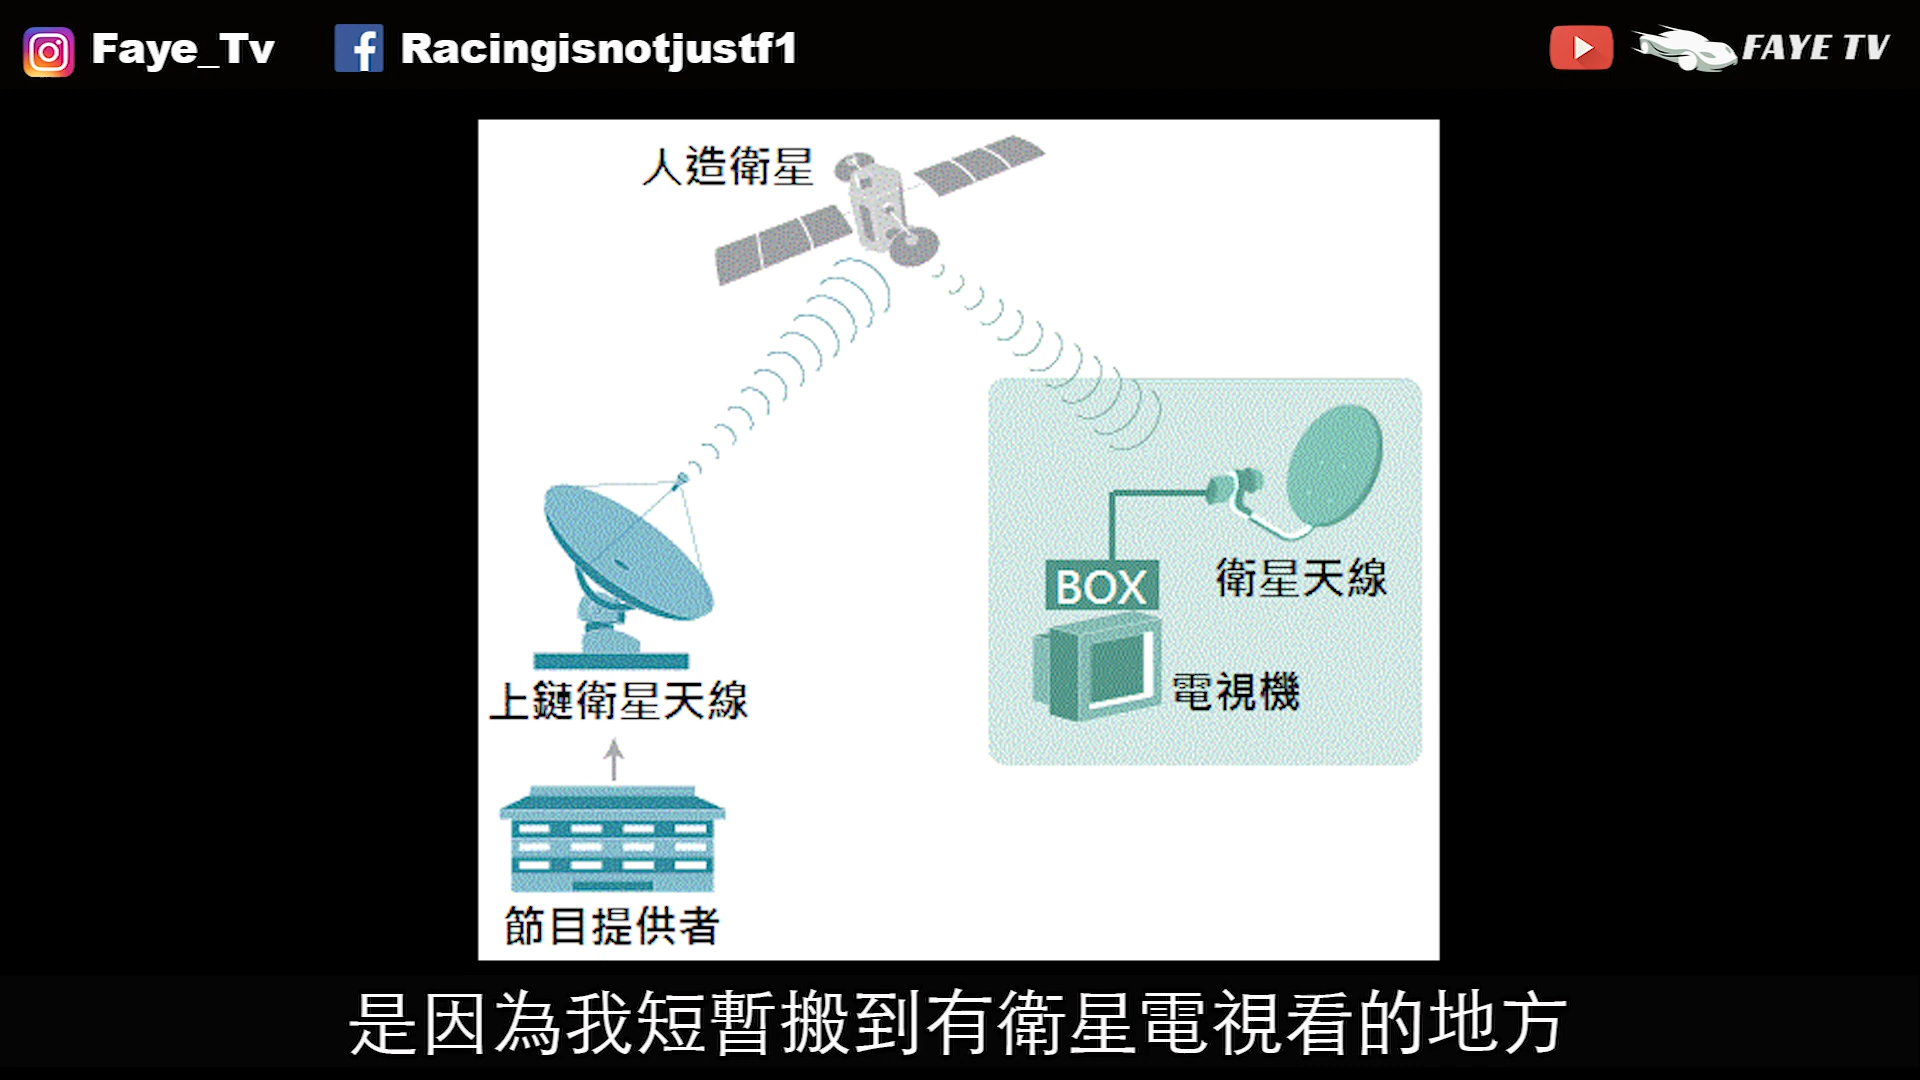 Faye_Tv
Racingisnotjustf1
FAYE TV
人造衛星
BOX
衛星天線
電視機
上鏈衛星天線
節目提供者
是因為我短暫搬到有衛星電視看的地方